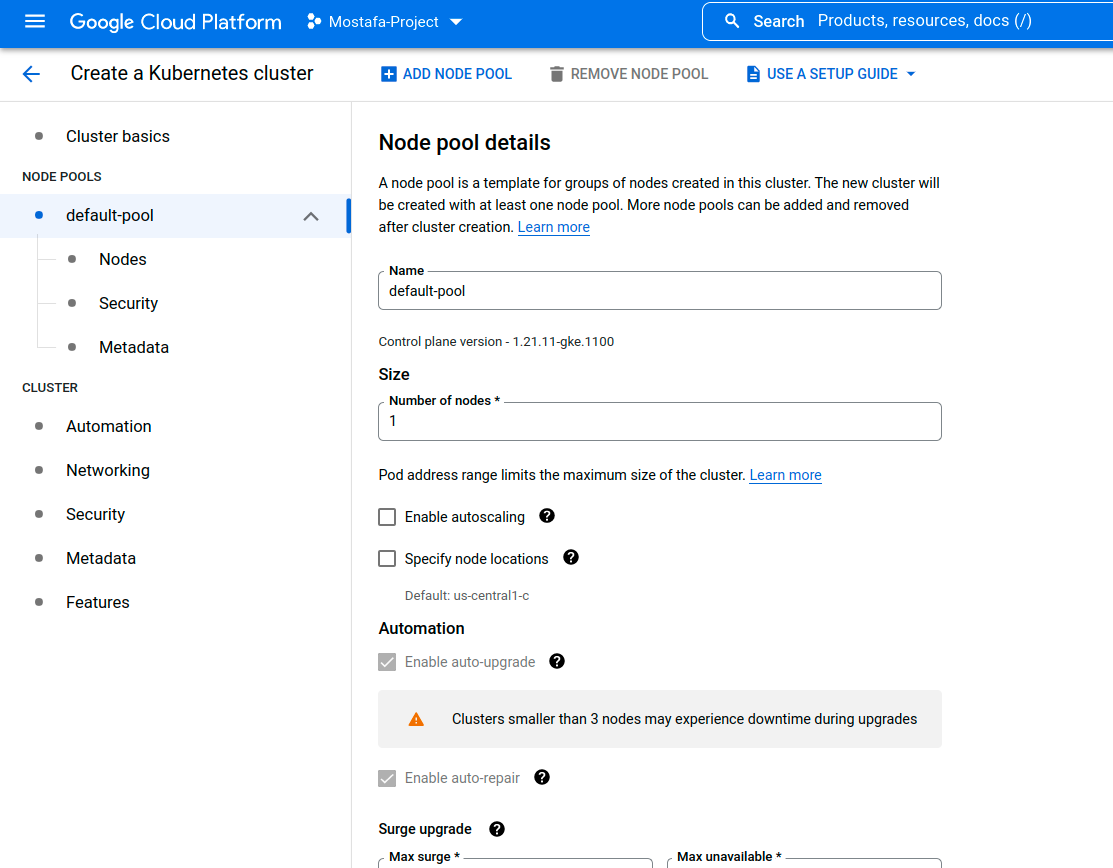 Google Cloud Platform
Mostafa-Project
Search Products, resources, docs (/)
Create a Kubernetes cluster
ADD NODE POOL
REMOVE NODE POOL
USE A SETUP GUIDE
Cluster basics
NODE POOLS
default-pool
Nodes
Security
Metadata
CLUSTER
Automation
Networking
Security
Metadata
Features
Node pool details
A node pool is a template for groups of nodes created in this cluster. The new cluster will
be created with at least one node pool. More node pools can be added and removed
after cluster creation. Learn more
Name
default-pool
Control plane version - 1.21.11-gke.1100
Size
Number of nodes *
1
Pod address range limits the maximum size of the cluster. Learn more
Enable autoscaling ?
Specify node locations ?
Default: us-central1-c
Automation
Enable auto-upgrade ?
Clusters smaller than 3 nodes may experience downtime during upgrades
Enable auto-repair ?
Surge upgrade ?
Max surge *
Max unavailable *